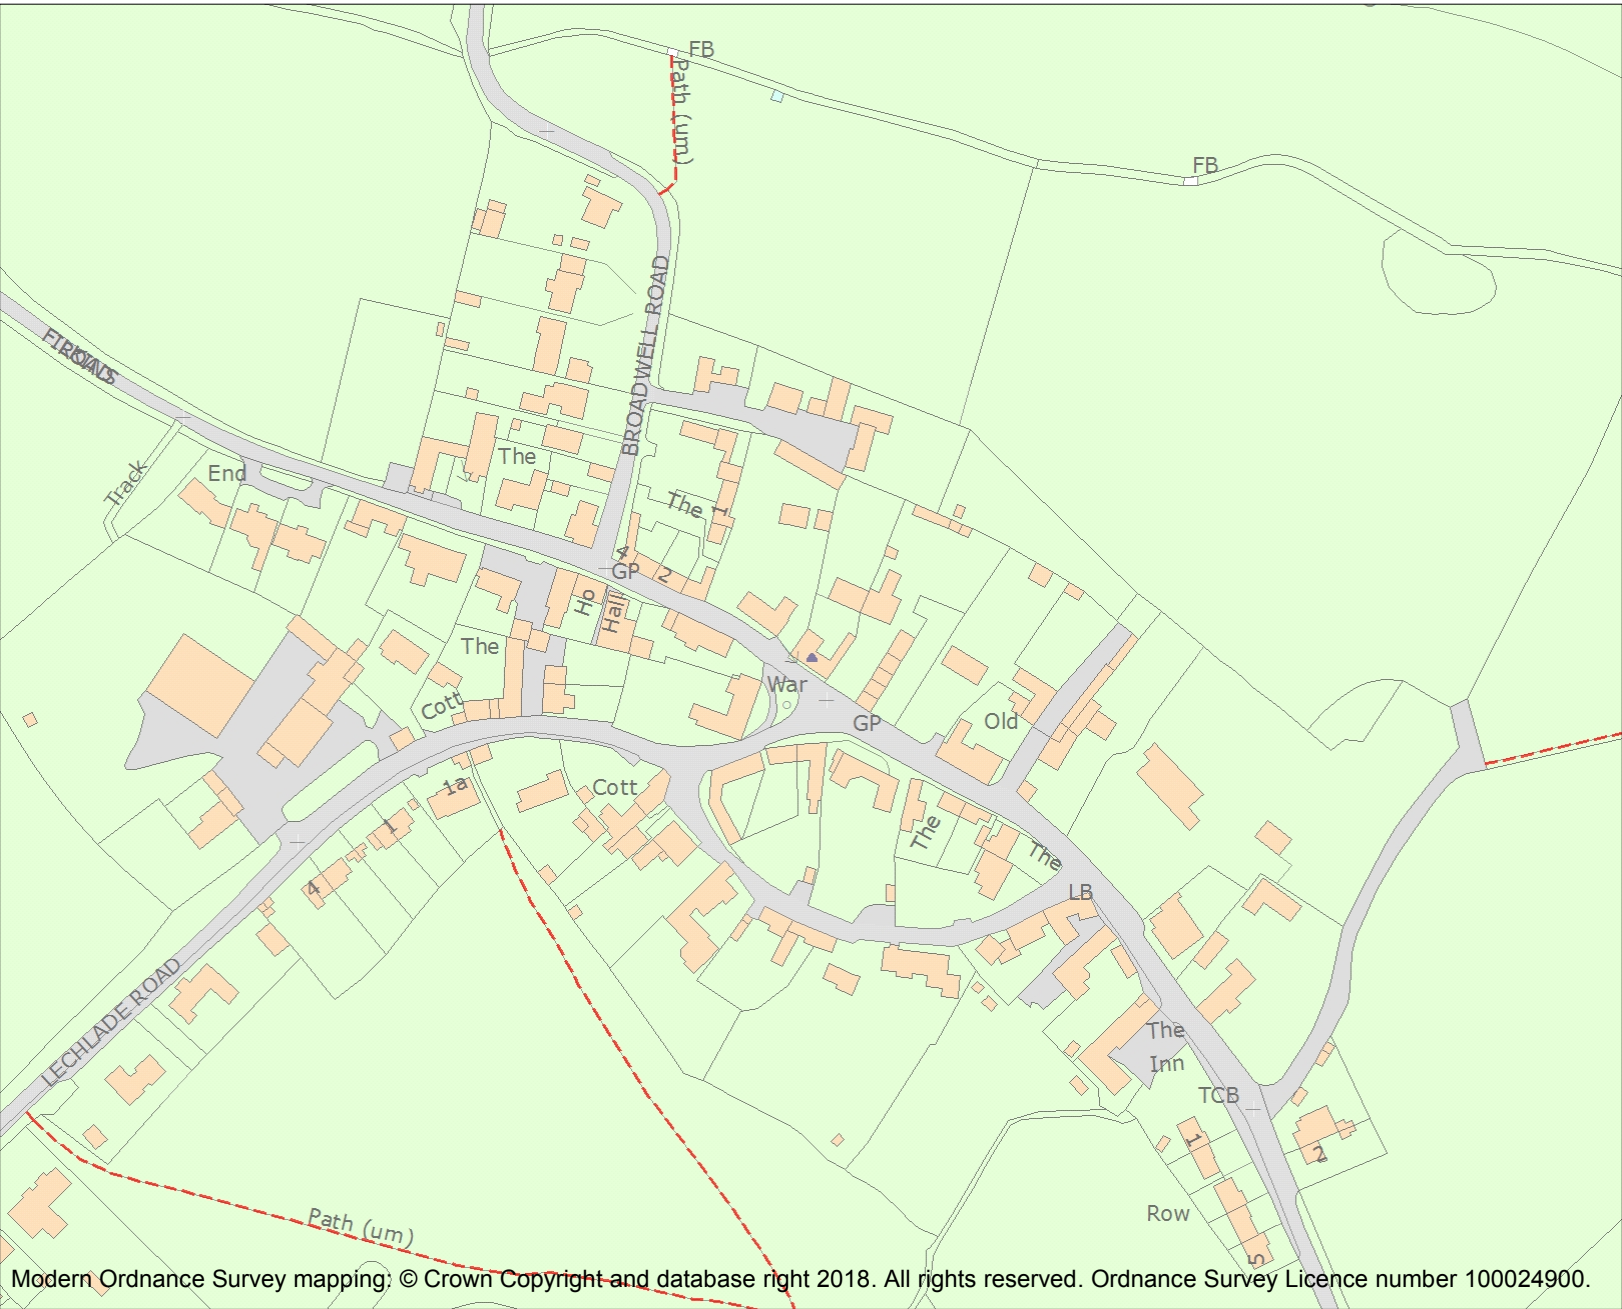 FB
Path (um)
FB
BROADWELL ROAD
FIRKINS
ROAD
End
Track
The
The
1
4
GP
2
Ho
Hall
The
War
Cott
GP
Old
1a
Cott
1
The
The
4
LB
LECHLADE ROAD
The
Inn
TCB
1
2
Path (um)
Row
5
Modern Ordnance Survey mapping: © Crown Copyright and database right 2018. All rights reserved. Ordnance Survey Licence number 100024900.